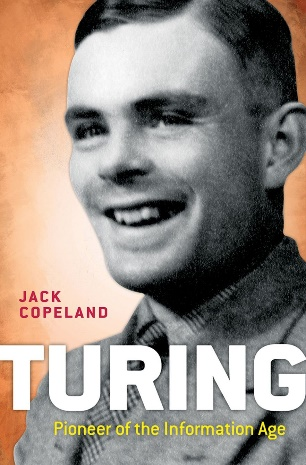 JACK
COPELAND
TURING
Pioneer of the Information Age